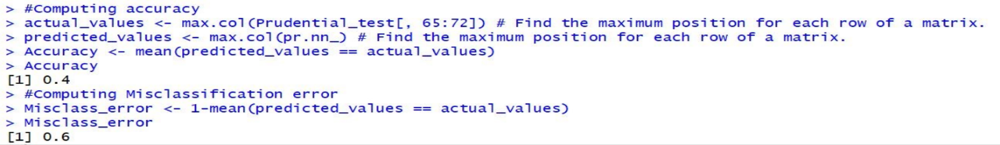 > #Computing accuracy
> actual_values <- max.col(Prudential_test[, 65:72]) # Find the maximum position for each row of a matrix.
> predicted_values <- max.col(pr.nn_) # Find the maximum position for each row of a matrix.
> Accuracy <- mean(predicted_values == actual_values)
> Accuracy
[1] 0.4
> #Computing Misclassification error
> Misclass_error <- 1-mean(predicted_values == actual_values)
> Misclass_error
[1] 0.6